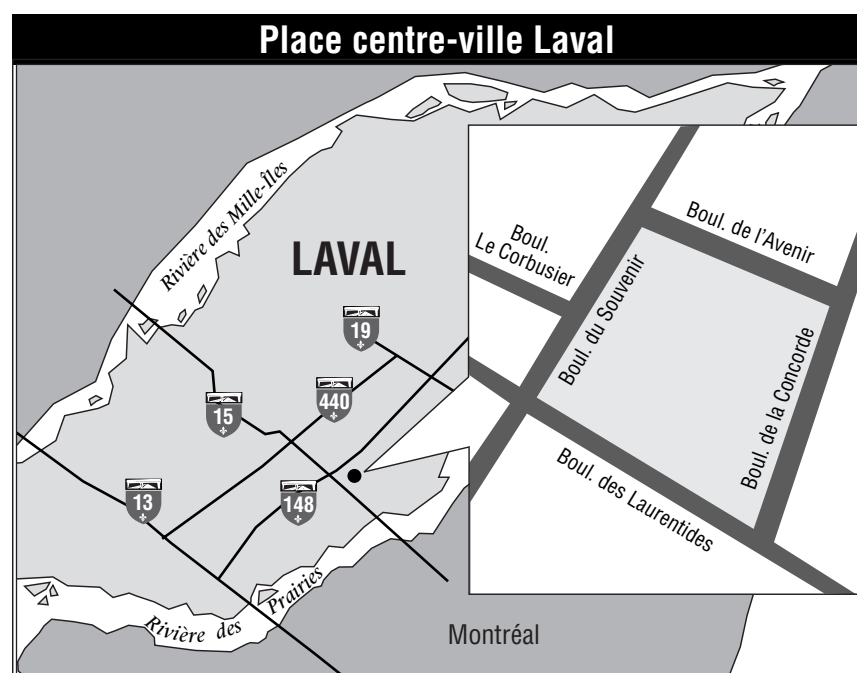 Place centre-ville Laval
Rivière des Mille-Îles
LAVAL
19
440
15
13
148
Rivière des Prairies
Montréal
Boul. de l'Avenir
Boul.
Le Corbusier
Boul. du Souvenir
Boul. de la Concorde
Boul. des Laurentides